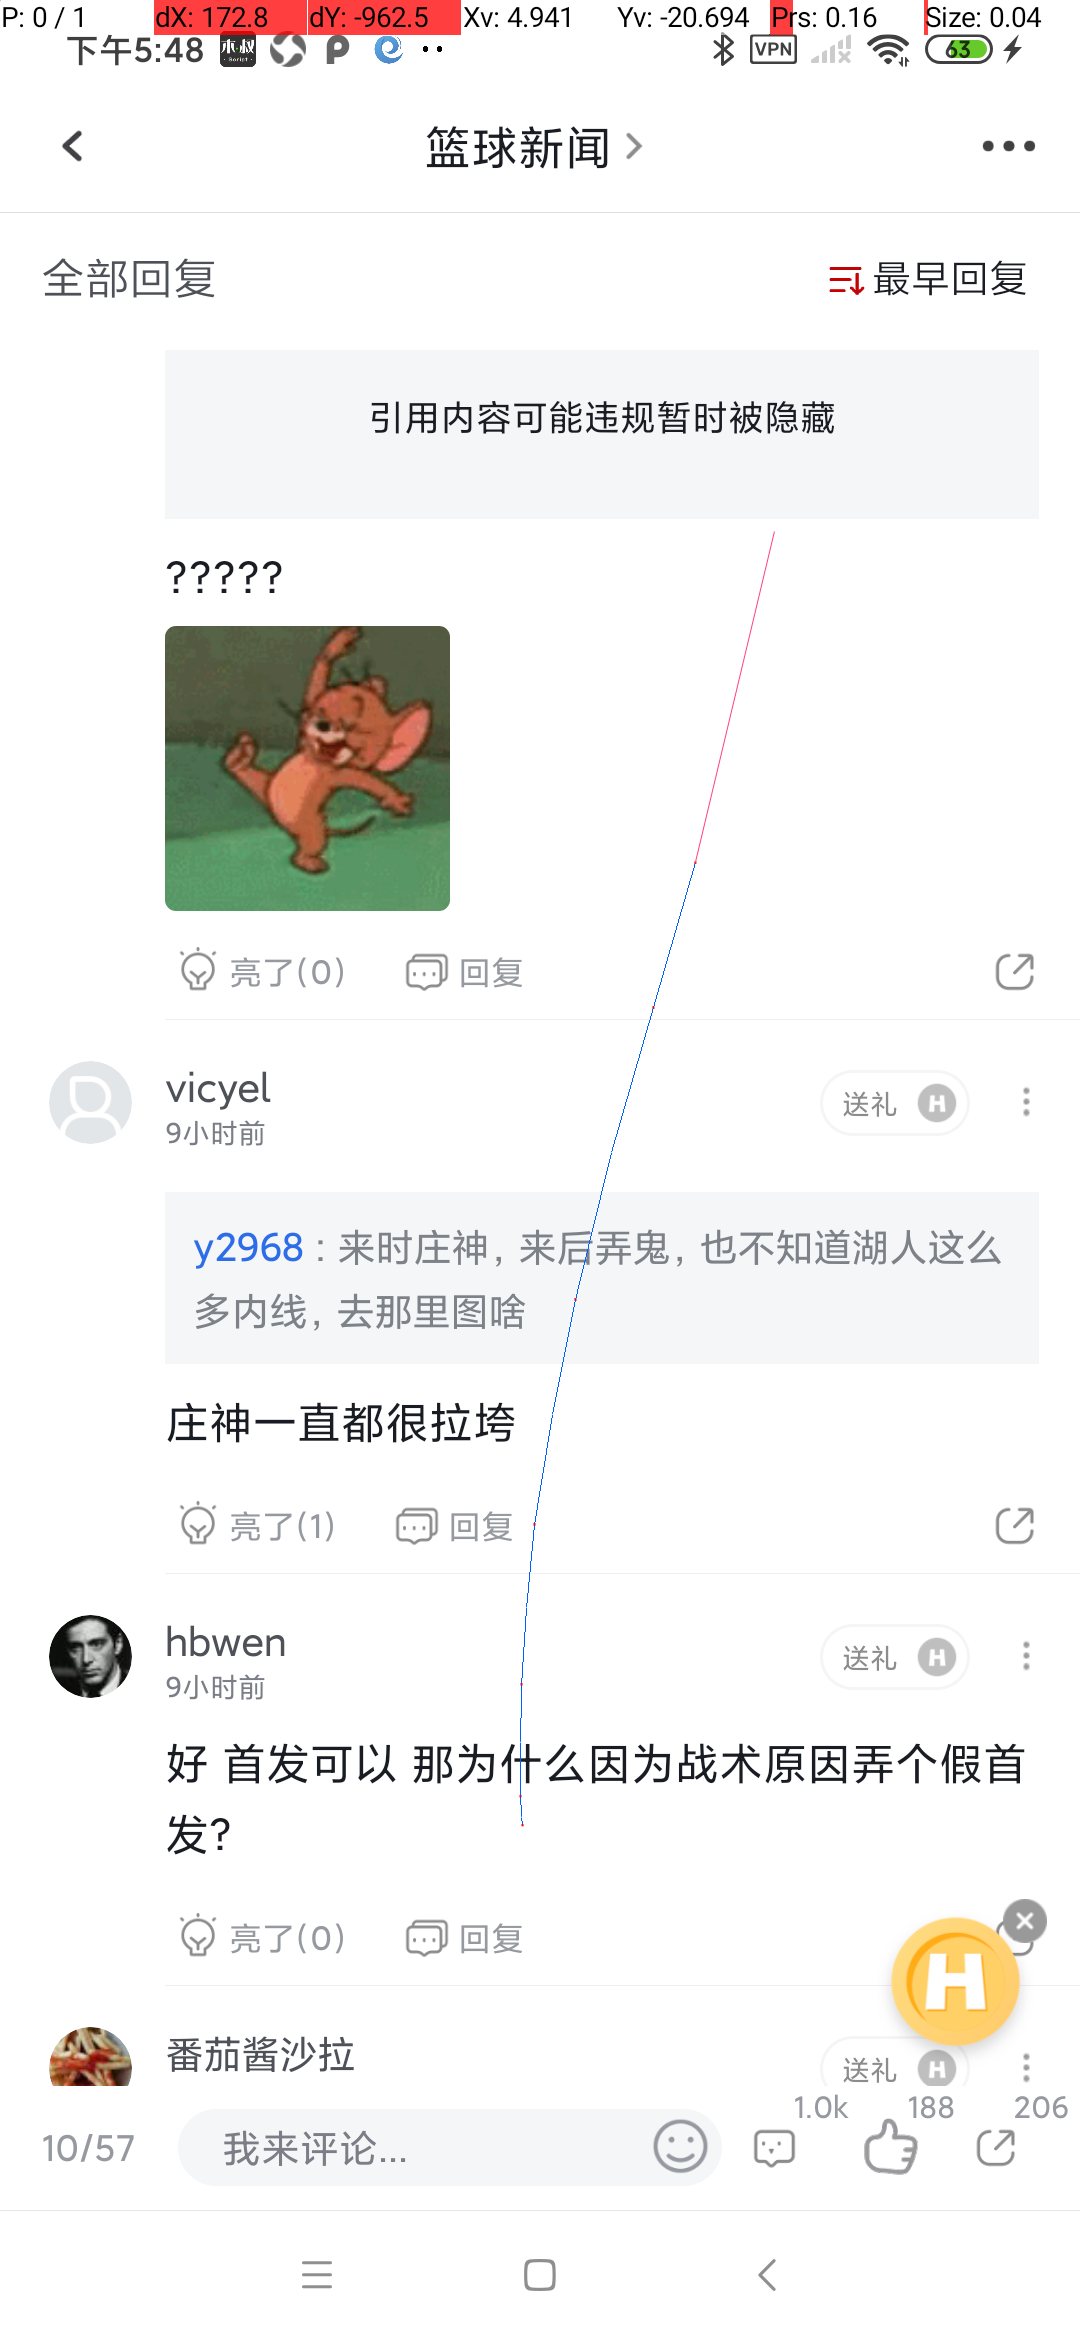 P: 0 / 1 dX: 172.8 dY: -962.5 Xv: 4.941 Yv: -20.694 Prs: 0.16 Size: 0.04
下午5:48 VPN 63
篮球新闻
全部回复 最早回复
引用内容可能违规暂时被隐藏
?????
亮了(0) 回复
vicyel
送礼 H
9小时前
y2968 : 来时庄神, 来后弄鬼, 也不知道湖人这么
多内线, 去那里图啥
庄神一直都很拉垮
亮了(1) 回复
hbwen
送礼 H
9小时前
好 首发可以 那为什么因为战术原因弄个假首
发?
亮了(0) 回复
H
番茄酱沙拉
送礼 H
10/57 我来评论... 1.0k 188 206